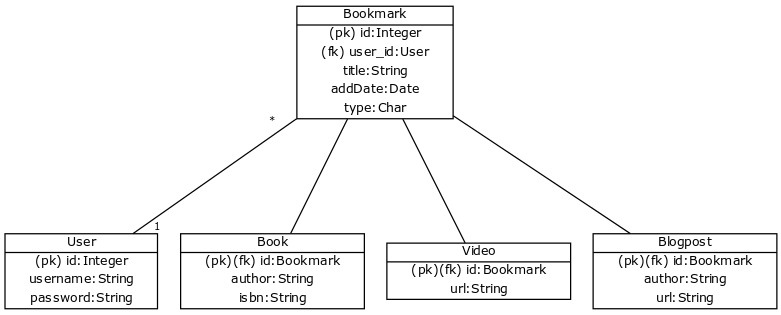 Bookmark
(pk) id:Integer
(fk) user_id:User
title:String
addDate:Date
type:Char
*
1
User
(pk) id:Integer
username:String
password:String
Book
(pk)(fk) id:Bookmark
author:String
isbn:String
Video
(pk)(fk) id:Bookmark
url:String
Blogpost
(pk)(fk) id:Bookmark
author:String
url:String